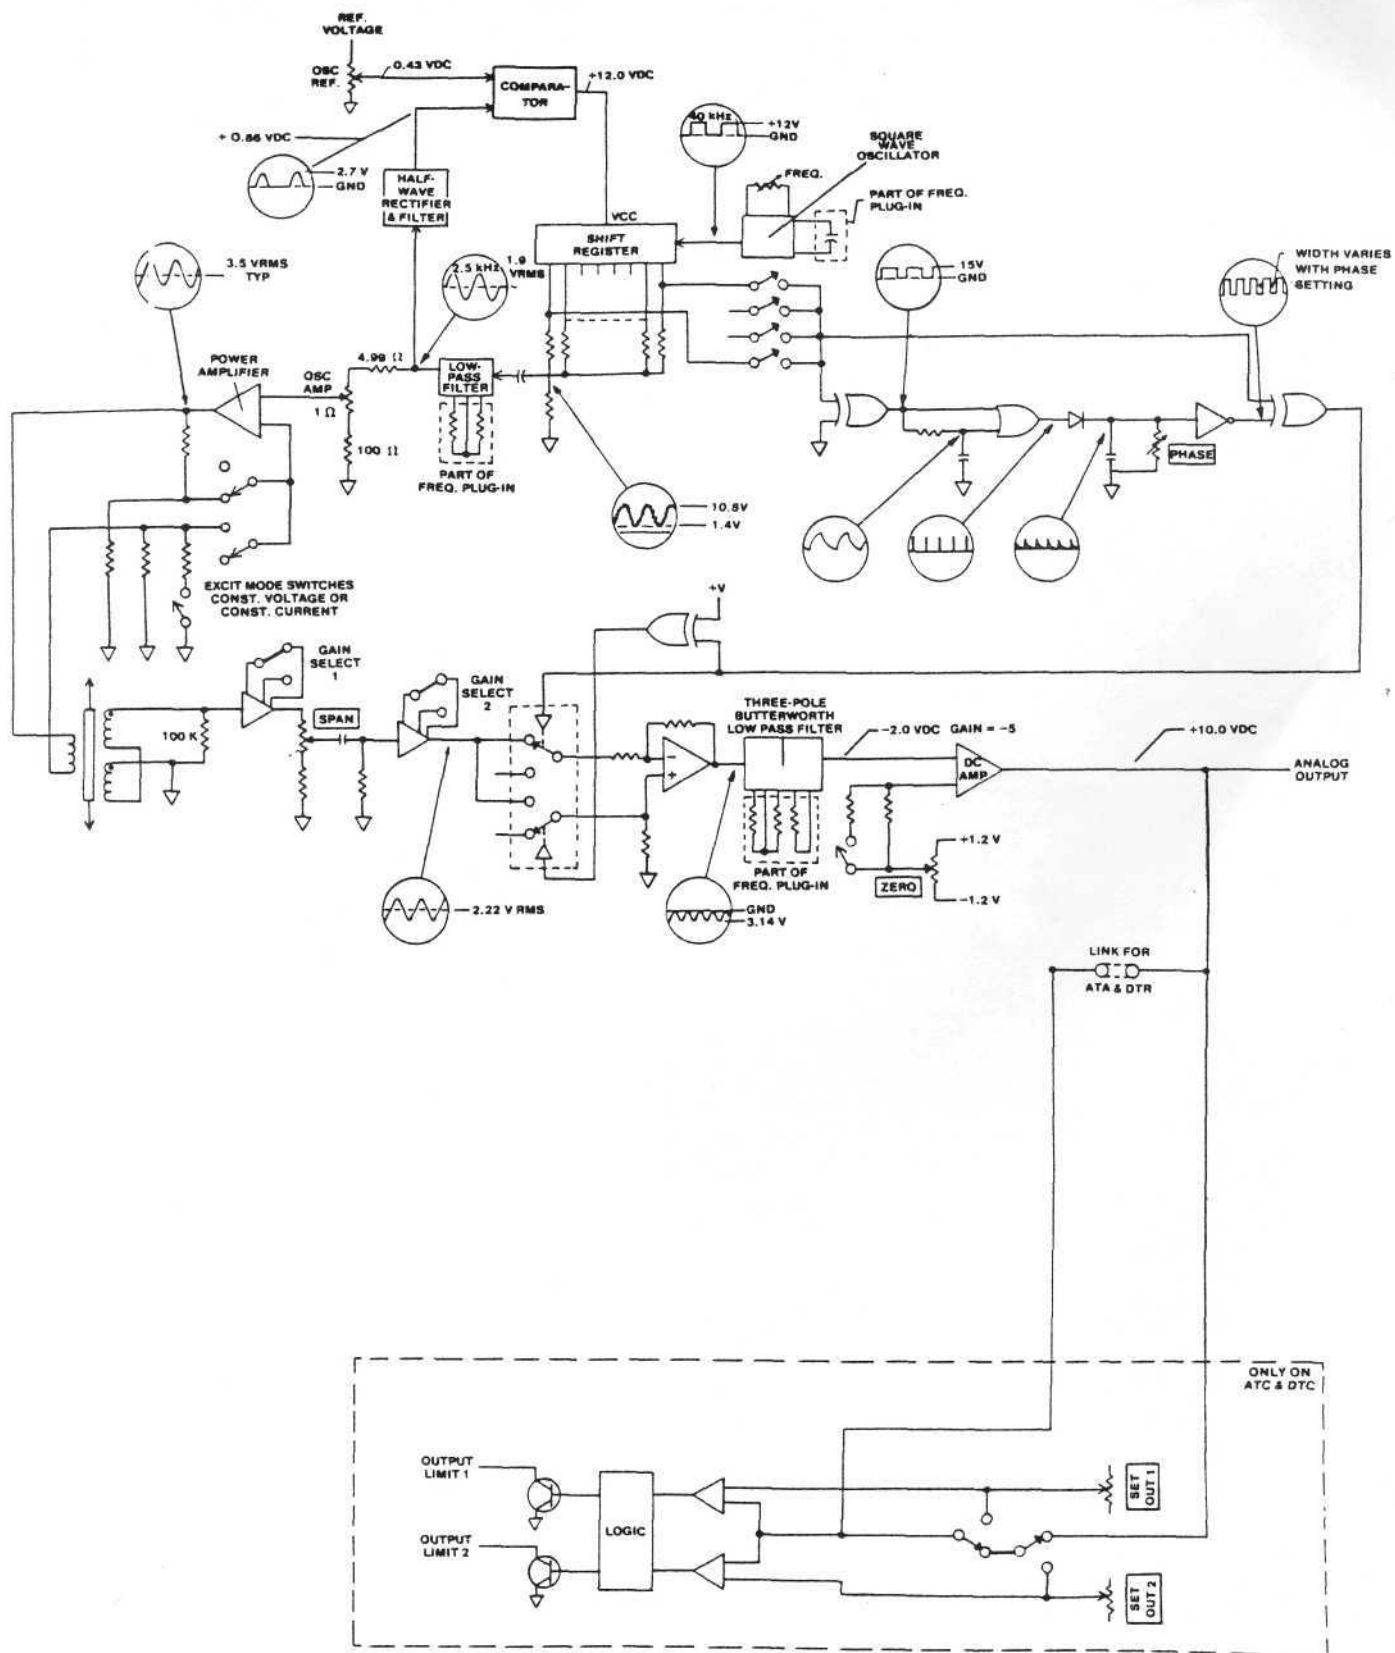 REF.
VOLTAGE
OSC
REF.
0.43 VDC
COMPARA-
TOR
+12.0 VDC
+ 0.86 VDC
2.7 V
GND
HALF-
WAVE
RECTIFIER
& FILTER
40 kHz
+12V
GND
SQUARE
WAVE
OSCILLATOR
FREQ.
PART OF FREQ.
PLUG-IN
VCC
SHIFT
REGISTER
3.5 VRMS
TYP
2.5 kHz
1.9
VRMS
15V
GND
WIDTH VARIES
WITH PHASE
SETTING
POWER
AMPLIFIER
OSC
AMP
1 Ω
4.99 Ω
100 Ω
LOW-
PASS
FILTER
PART OF
FREQ. PLUG-IN
10.8V
1.4V
PHASE
EXCIT MODE SWITCHES
CONST. VOLTAGE OR
CONST. CURRENT
+V
GAIN
SELECT
1
GAIN
SELECT
2
SPAN
100 K
THREE-POLE
BUTTERWORTH
LOW PASS FILTER
−2.0 VDC
GAIN = −5
+10.0 VDC
DC
AMP
ANALOG
OUTPUT
−
+
PART OF
FREQ. PLUG-IN
ZERO
+1.2 V
−1.2 V
2.22 V RMS
GND
3.14 V
LINK FOR
ATA & DTR
ONLY ON
ATC & DTC
OUTPUT
LIMIT 1
OUTPUT
LIMIT 2
LOGIC
SET
OUT 1
SET
OUT 2